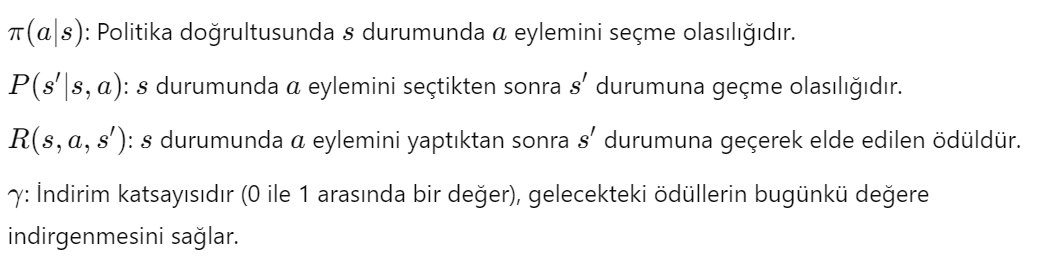 π(a|s): Politika doğrultusunda s durumunda a eylemini seçme olasılığıdır.
P(s′|s, a): s durumunda a eylemini seçtikten sonra s′ durumuna geçme olasılığıdır.
R(s, a, s′): s durumunda a eylemini yaptıktan sonra s′ durumuna geçerek elde edilen ödüldür.
γ: İndirim katsayısıdır (0 ile 1 arasında bir değer), gelecekteki ödüllerin bugünkü değere
indirgenmesini sağlar.